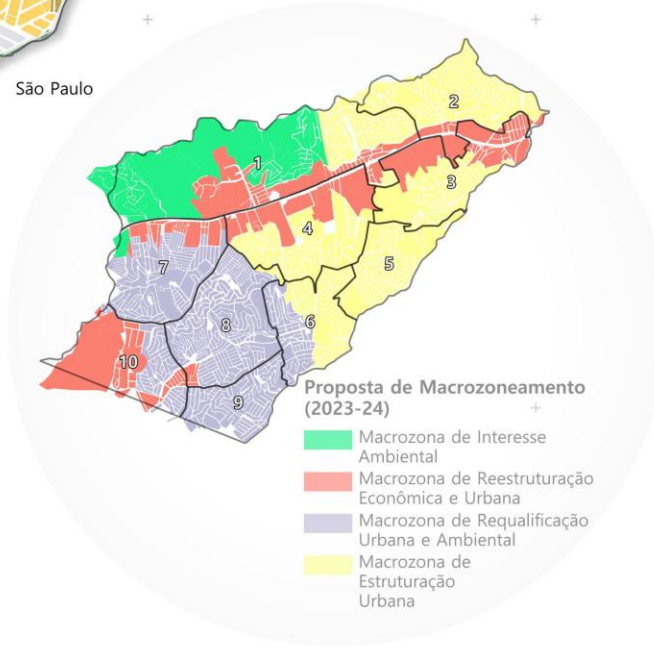 São Paulo
1
2
3
4
5
6
7
8
9
10
Proposta de Macrozoneamento
(2023-24)
Macrozona de Interesse
Ambiental
Macrozona de Reestruturação
Econômica e Urbana
Macrozona de Requalificação
Urbana e Ambiental
Macrozona de
Estruturação
Urbana